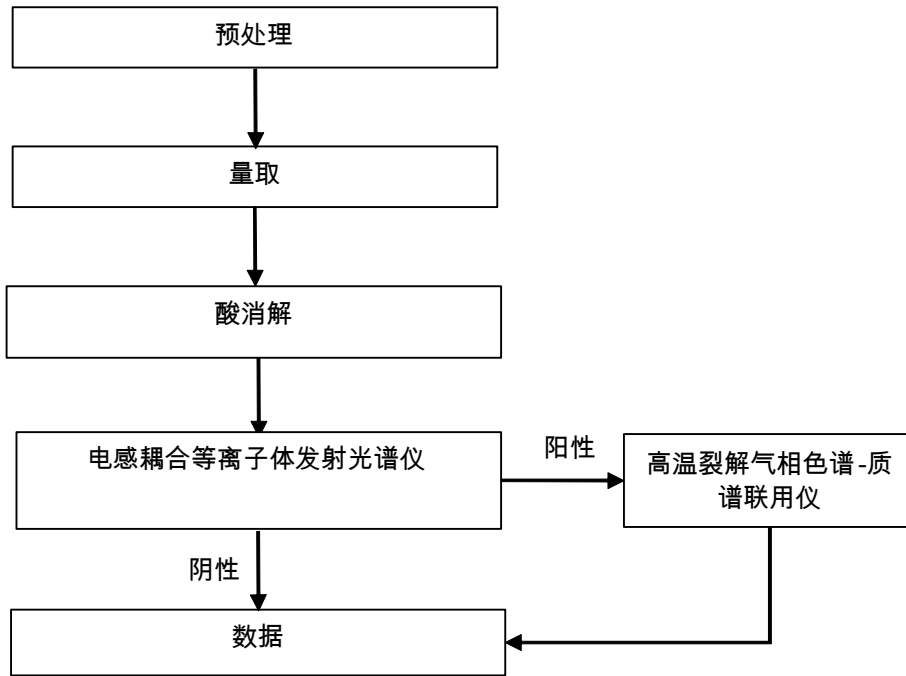 预处理
量取
酸消解
电感耦合等离子体发射光谱仪
阳性
高温裂解气相色谱-质
谱联用仪
阴性
数据